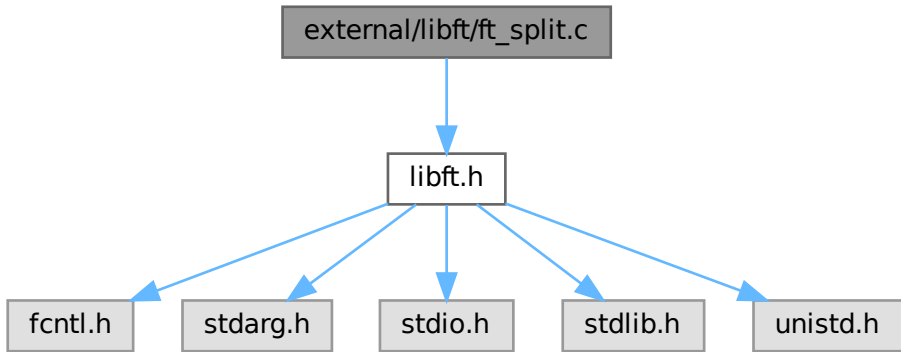 external/libft/ft_split.c
libft.h
fcntl.h
stdarg.h
stdio.h
stdlib.h
unistd.h